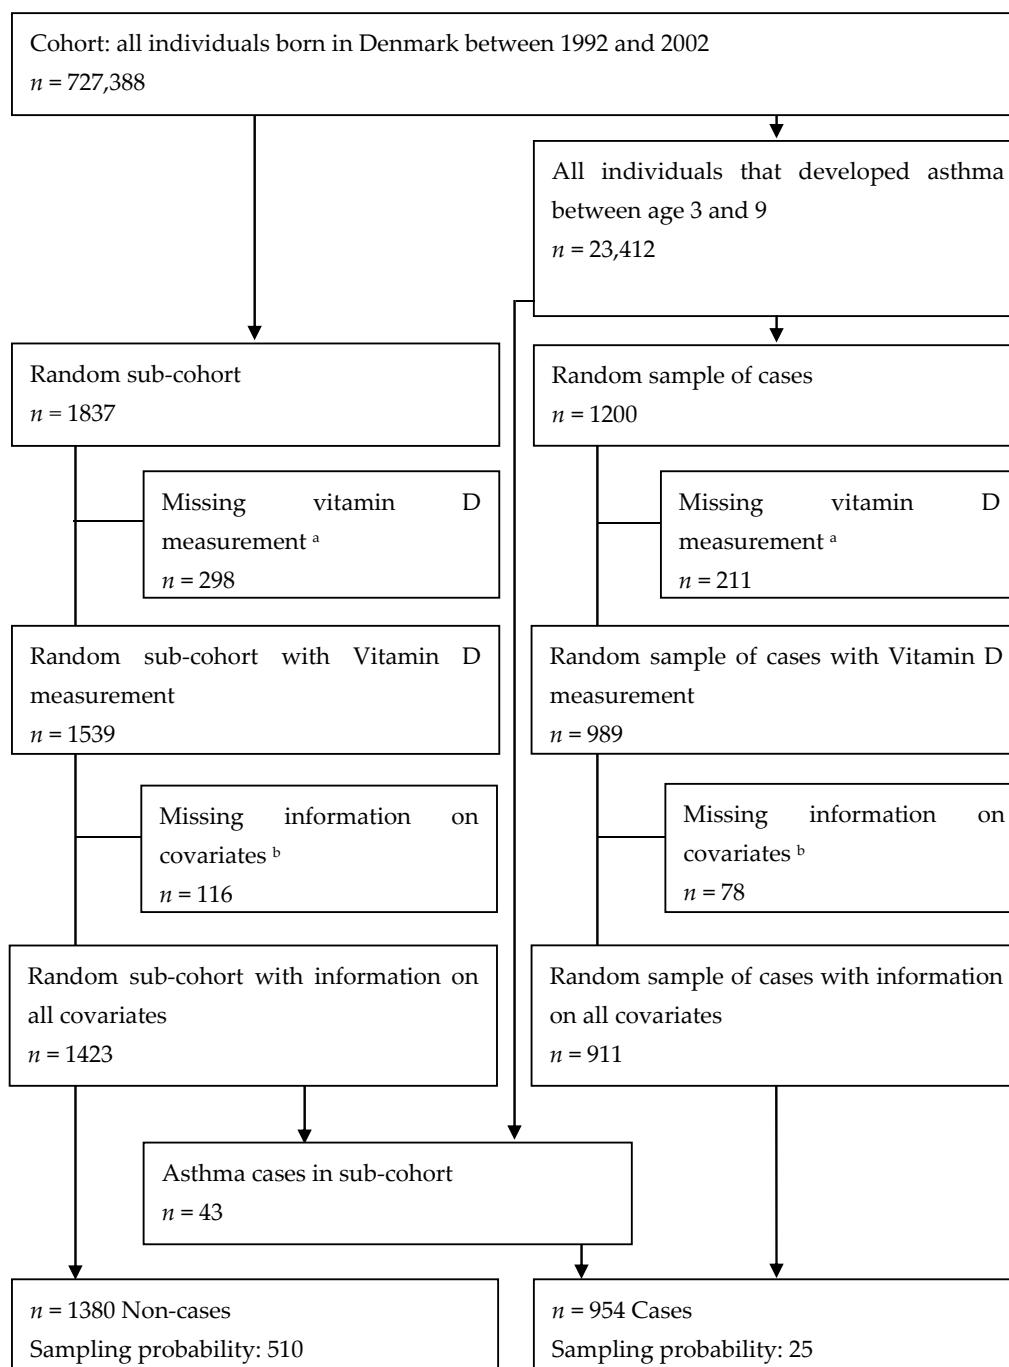 Cohort: all individuals born in Denmark between 1992 and 2002
n = 727,388
All individuals that developed asthma
between age 3 and 9
n = 23,412
Random sub-cohort
n = 1837
Random sample of cases
n = 1200
Missing vitamin D
measurement a
n = 298
Missing vitamin D
measurement a
n = 211
Random sub-cohort with Vitamin D
measurement
n = 1539
Random sample of cases with Vitamin D
measurement
n = 989
Missing information on
covariates b
n = 116
Missing information on
covariates b
n = 78
Random sub-cohort with information on
all covariates
n = 1423
Random sample of cases with information
on all covariates
n = 911
Asthma cases in sub-cohort
n = 43
n = 1380 Non-cases
Sampling probability: 510
n = 954 Cases
Sampling probability: 25